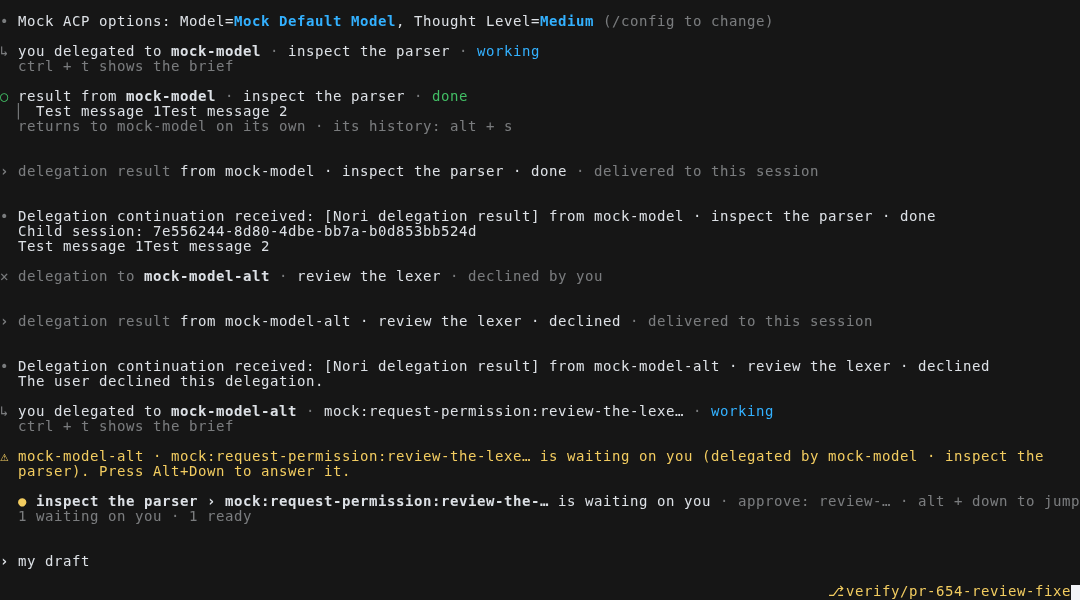 • Mock ACP options: Model=Mock Default Model, Thought Level=Medium (/config to change)
↳ you delegated to mock-model · inspect the parser · working
ctrl + t shows the brief
○ result from mock-model · inspect the parser · done
│ Test message 1Test message 2
returns to mock-model on its own · its history: alt + s
› delegation result from mock-model · inspect the parser · done · delivered to this session
• Delegation continuation received: [Nori delegation result] from mock-model · inspect the parser · done
Child session: 7e556244-8d80-4dbe-bb7a-b0d853bb524d
Test message 1Test message 2
✕ delegation to mock-model-alt · review the lexer · declined by you
› delegation result from mock-model-alt · review the lexer · declined · delivered to this session
• Delegation continuation received: [Nori delegation result] from mock-model-alt · review the lexer · declined
The user declined this delegation.
↳ you delegated to mock-model-alt · mock:request-permission:review-the-lexe… · working
ctrl + t shows the brief
⚠ mock-model-alt · mock:request-permission:review-the-lexe… is waiting on you (delegated by mock-model · inspect the
parser). Press Alt+Down to answer it.
● inspect the parser › mock:request-permission:review-the-… is waiting on you · approve: review-… · alt + down to jump
1 waiting on you · 1 ready
› my draft
⎇verify/pr-654-review-fixe